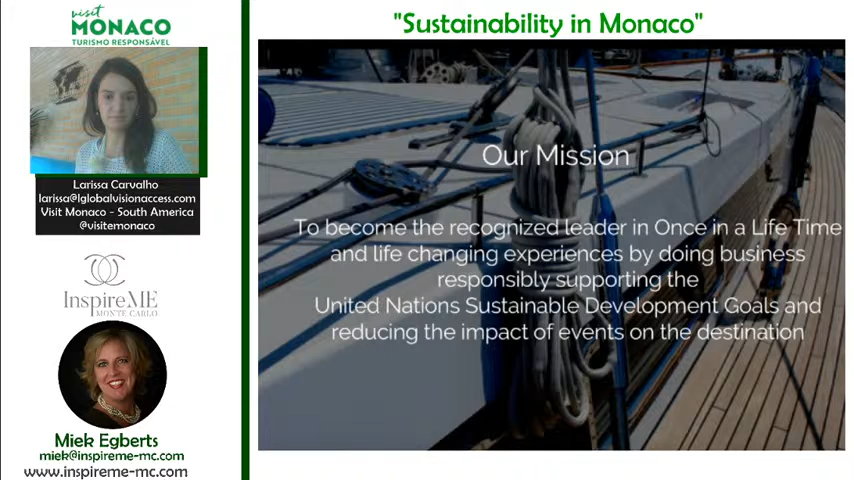 visit
MONACO
TURISMO RESPONSÁVEL
Larissa Carvalho
larissa@lglobalvisionaccess.com
Visit Monaco - South America
@visitemonaco
InspireME
MONTE CARLO
Miek Egberts
miek@inspireme-mc.com
www.inspireme-mc.com
"Sustainability in Monaco"
Our Mission
To become the recognized leader in Once in a Life Time
and life changing experiences by doing business
responsibly supporting the
United Nations Sustainable Development Goals and
reducing the impact of events on the destination